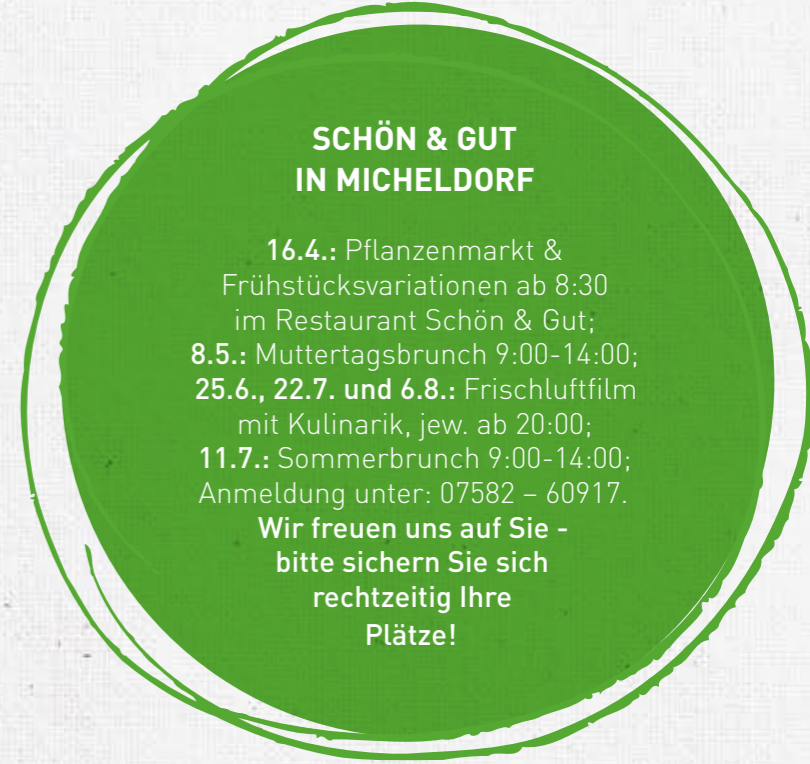 SCHÖN & GUT
IN MICHELDORF
16.4.: Pflanzenmarkt &
Frühstücksvariationen ab 8:30
im Restaurant Schön & Gut;
8.5.: Muttertagsbrunch 9:00-14:00;
25.6., 22.7. und 6.8.: Frischluftfilm
mit Kulinarik, jew. ab 20:00;
11.7.: Sommerbrunch 9:00-14:00;
Anmeldung unter: 07582 – 60917.
Wir freuen uns auf Sie -
bitte sichern Sie sich
rechtzeitig Ihre
Plätze!